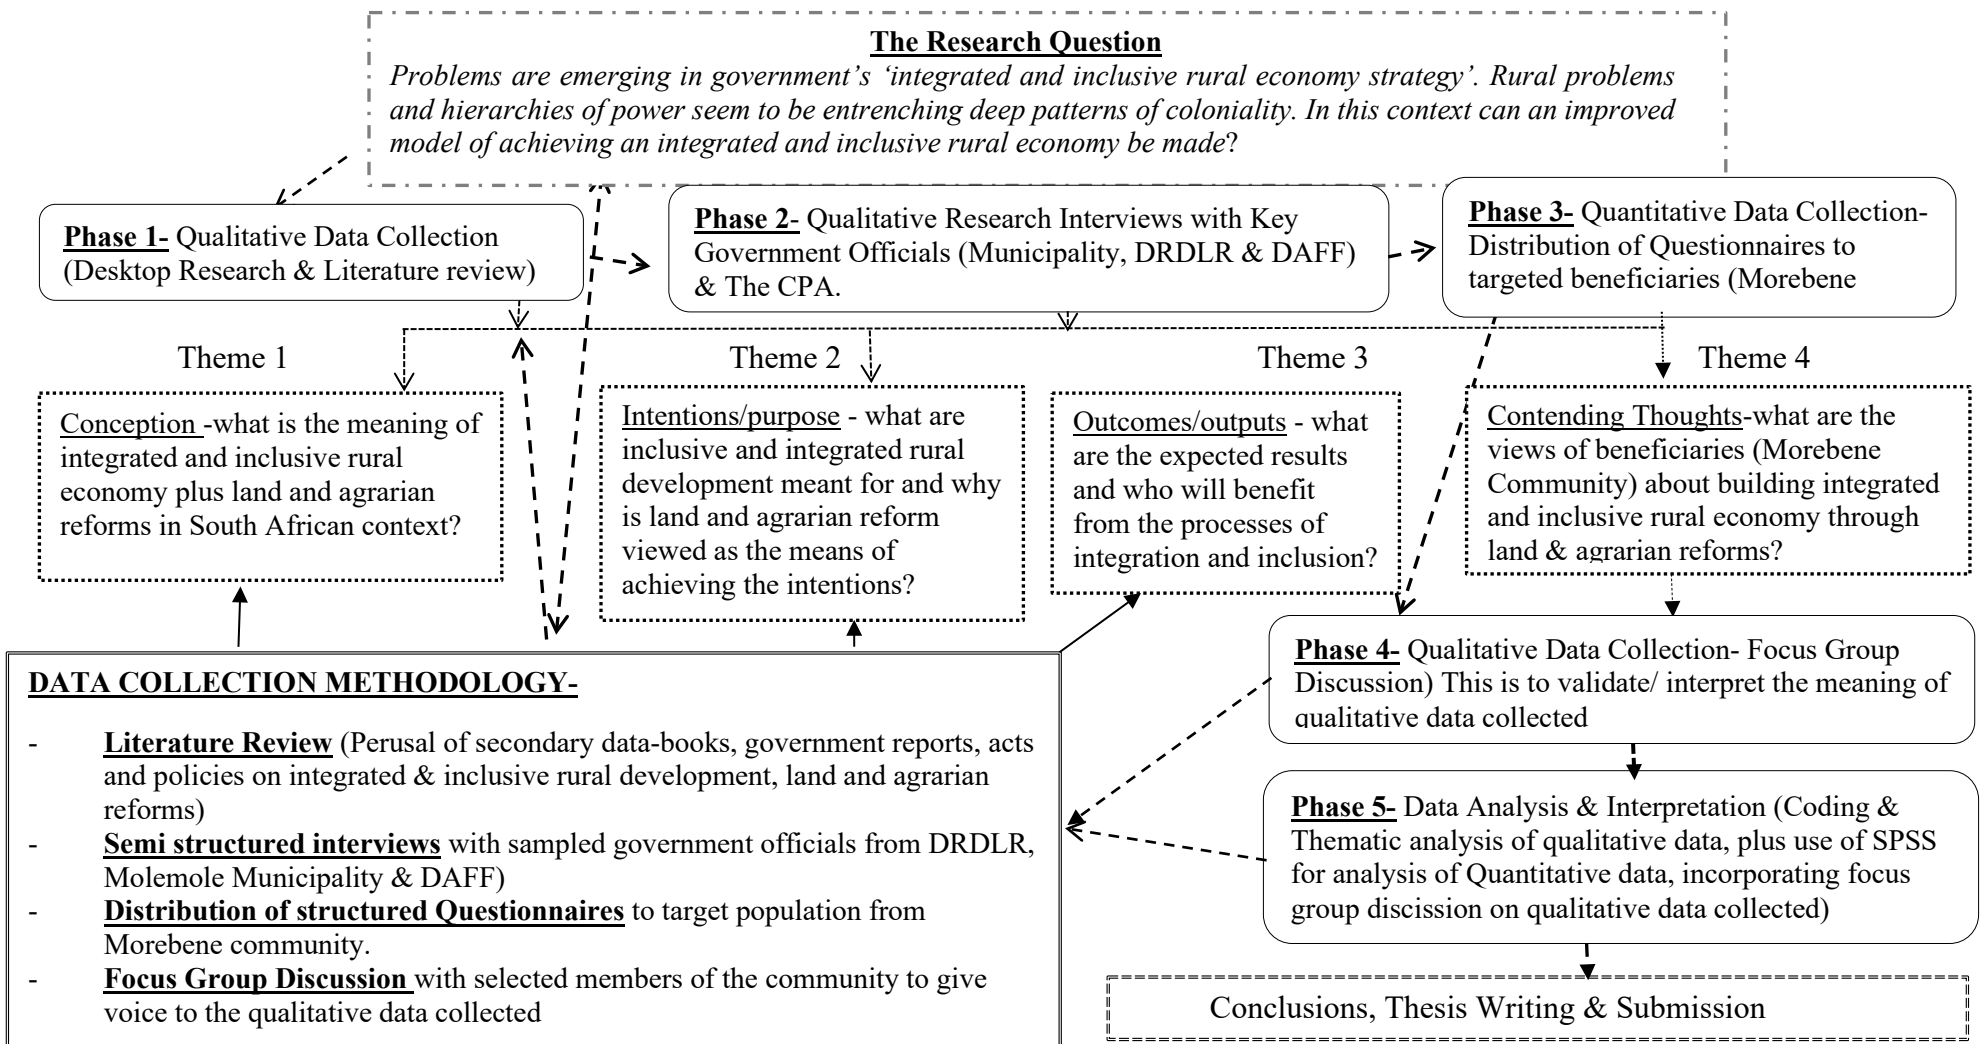 The Research Question
Problems are emerging in government’s ‘integrated and inclusive rural economy strategy’. Rural problems
and hierarchies of power seem to be entrenching deep patterns of coloniality. In this context can an improved
model of achieving an integrated and inclusive rural economy be made?
Phase 1- Qualitative Data Collection
(Desktop Research & Literature review)
Phase 2- Qualitative Research Interviews with Key
Government Officials (Municipality, DRDLR & DAFF)
& The CPA.
Phase 3- Quantitative Data Collection-
Distribution of Questionnaires to
targeted beneficiaries (Morebene
Theme 1
Theme 2
Theme 3
Theme 4
Conception -what is the meaning of
integrated and inclusive rural
economy plus land and agrarian
reforms in South African context?
Intentions/purpose - what are
inclusive and integrated rural
development meant for and why
is land and agrarian reform
viewed as the means of
achieving the intentions?
Outcomes/outputs - what
are the expected results
and who will benefit
from the processes of
integration and inclusion?
Contending Thoughts-what are the
views of beneficiaries (Morebene
Community) about building integrated
and inclusive rural economy through
land & agrarian reforms?
DATA COLLECTION METHODOLOGY-
- Literature Review (Perusal of secondary data-books, government reports, acts
and policies on integrated & inclusive rural development, land and agrarian
reforms)
- Semi structured interviews with sampled government officials from DRDLR,
Molemole Municipality & DAFF)
- Distribution of structured Questionnaires to target population from
Morebene community.
- Focus Group Discussion with selected members of the community to give
voice to the qualitative data collected
Phase 4- Qualitative Data Collection- Focus Group
Discussion) This is to validate/ interpret the meaning of
qualitative data collected
Phase 5- Data Analysis & Interpretation (Coding &
Thematic analysis of qualitative data, plus use of SPSS
for analysis of Quantitative data, incorporating focus
group discission on qualitative data collected)
Conclusions, Thesis Writing & Submission